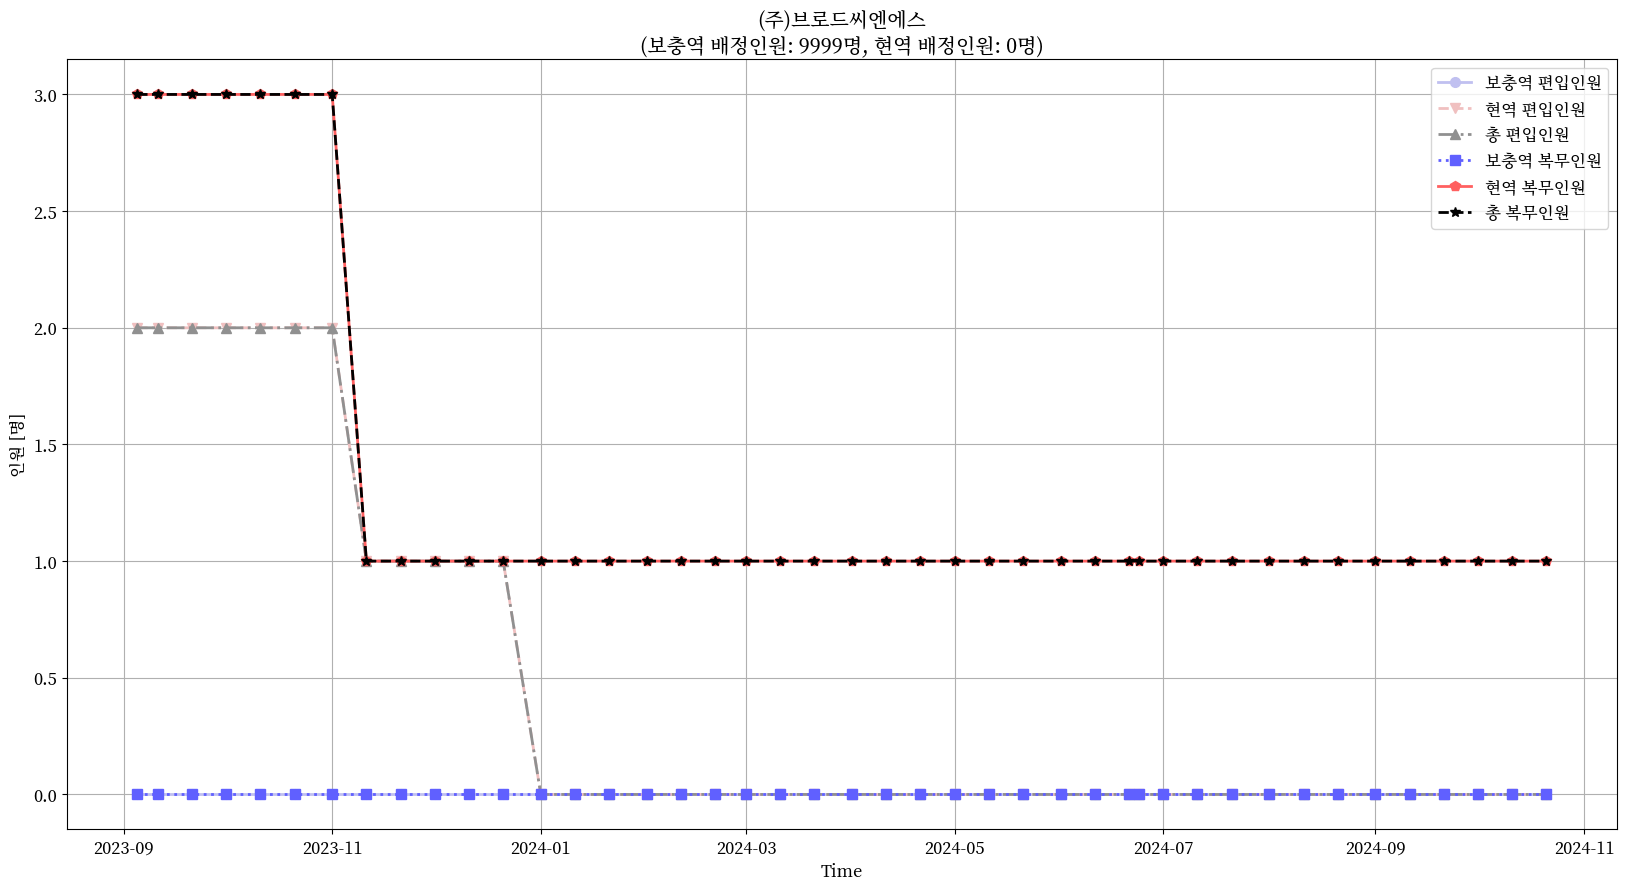 (주)브로드씨엔에스
(보충역 배정인원: 9999명, 현역 배정인원: 0명)
보충역 편입인원
현역 편입인원
총 편입인원
보충역 복무인원
현역 복무인원
총 복무인원
3.0
2.5
2.0
1.5
1.0
0.5
0.0
인원 [명]
2023-09 2023-11 2024-01 2024-03 2024-05 2024-07 2024-09 2024-11
Time